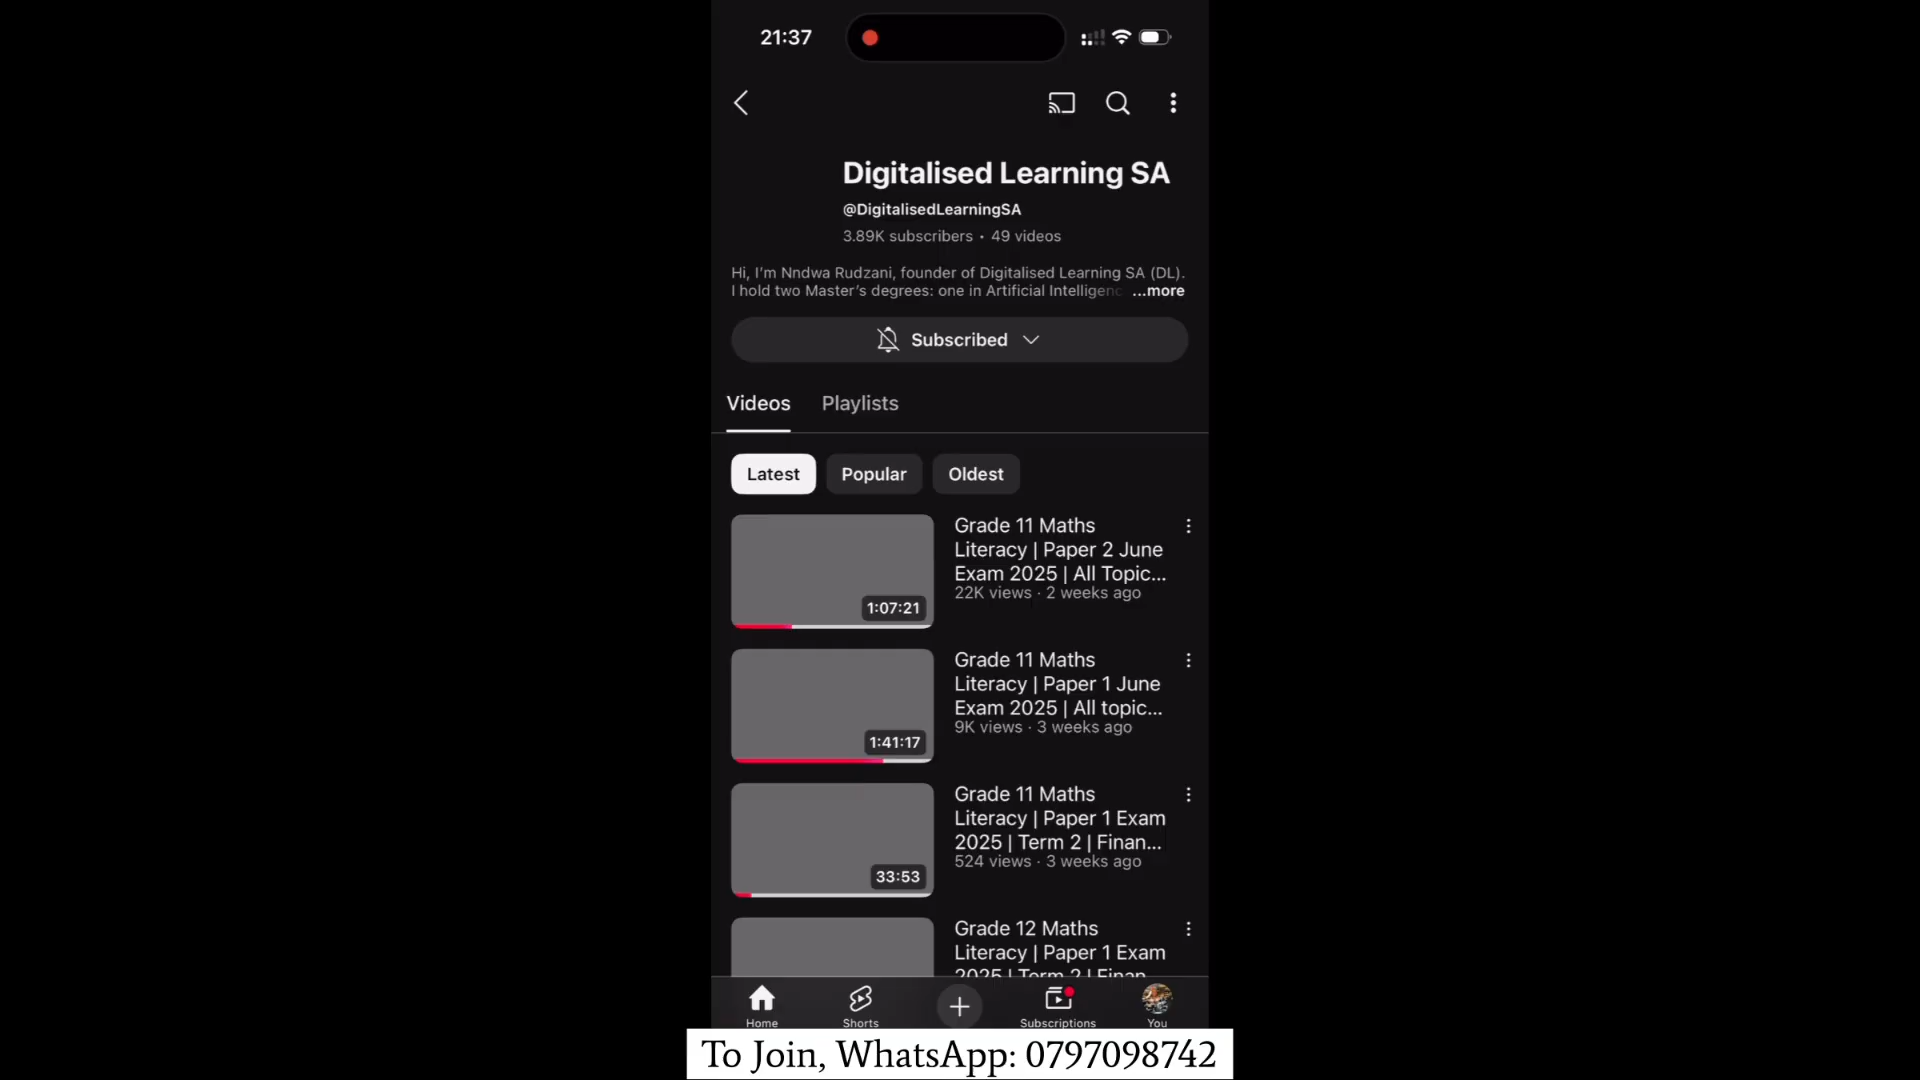 21:37
Digitalised Learning SA
@DigitalisedLearningSA
3.89K subscribers • 49 videos
Hi, I'm Nndwa Rudzani, founder of Digitalised Learning SA (DL).
I hold two Master's degrees: one in Artificial Intelligenc ...more
Subscribed
Videos Playlists
Latest Popular Oldest
Grade 11 Maths
Literacy | Paper 2 June
Exam 2025 | All Topic...
22K views · 2 weeks ago
1:07:21
Grade 11 Maths
Literacy | Paper 1 June
Exam 2025 | All topic...
9K views · 3 weeks ago
1:41:17
Grade 11 Maths
Literacy | Paper 1 Exam
2025 | Term 2 | Finan...
524 views · 3 weeks ago
33:53
Grade 12 Maths
Literacy | Paper 1 Exam
2025 | Term 2 | Finan
Home Shorts Subscriptions You
To Join, WhatsApp: 0797098742